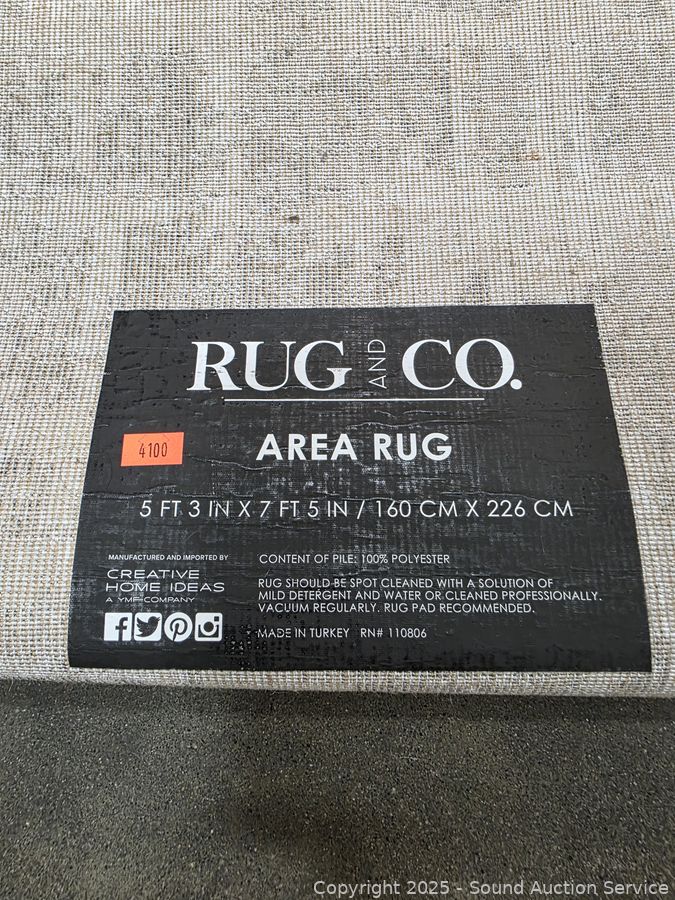 RUG AND CO.
4100
AREA RUG
5 FT 3 IN X 7 FT 5 IN / 160 CM X 226 CM
MANUFACTURED AND IMPORTED BY
CREATIVE
HOME IDEAS
A YMF COMPANY
CONTENT OF PILE: 100% POLYESTER
RUG SHOULD BE SPOT CLEANED WITH A SOLUTION OF
MILD DETERGENT AND WATER OR CLEANED PROFESSIONALLY.
VACUUM REGULARLY. RUG PAD RECOMMENDED.
MADE IN TURKEY RN# 110806
Copyright 2025 - Sound Auction Service